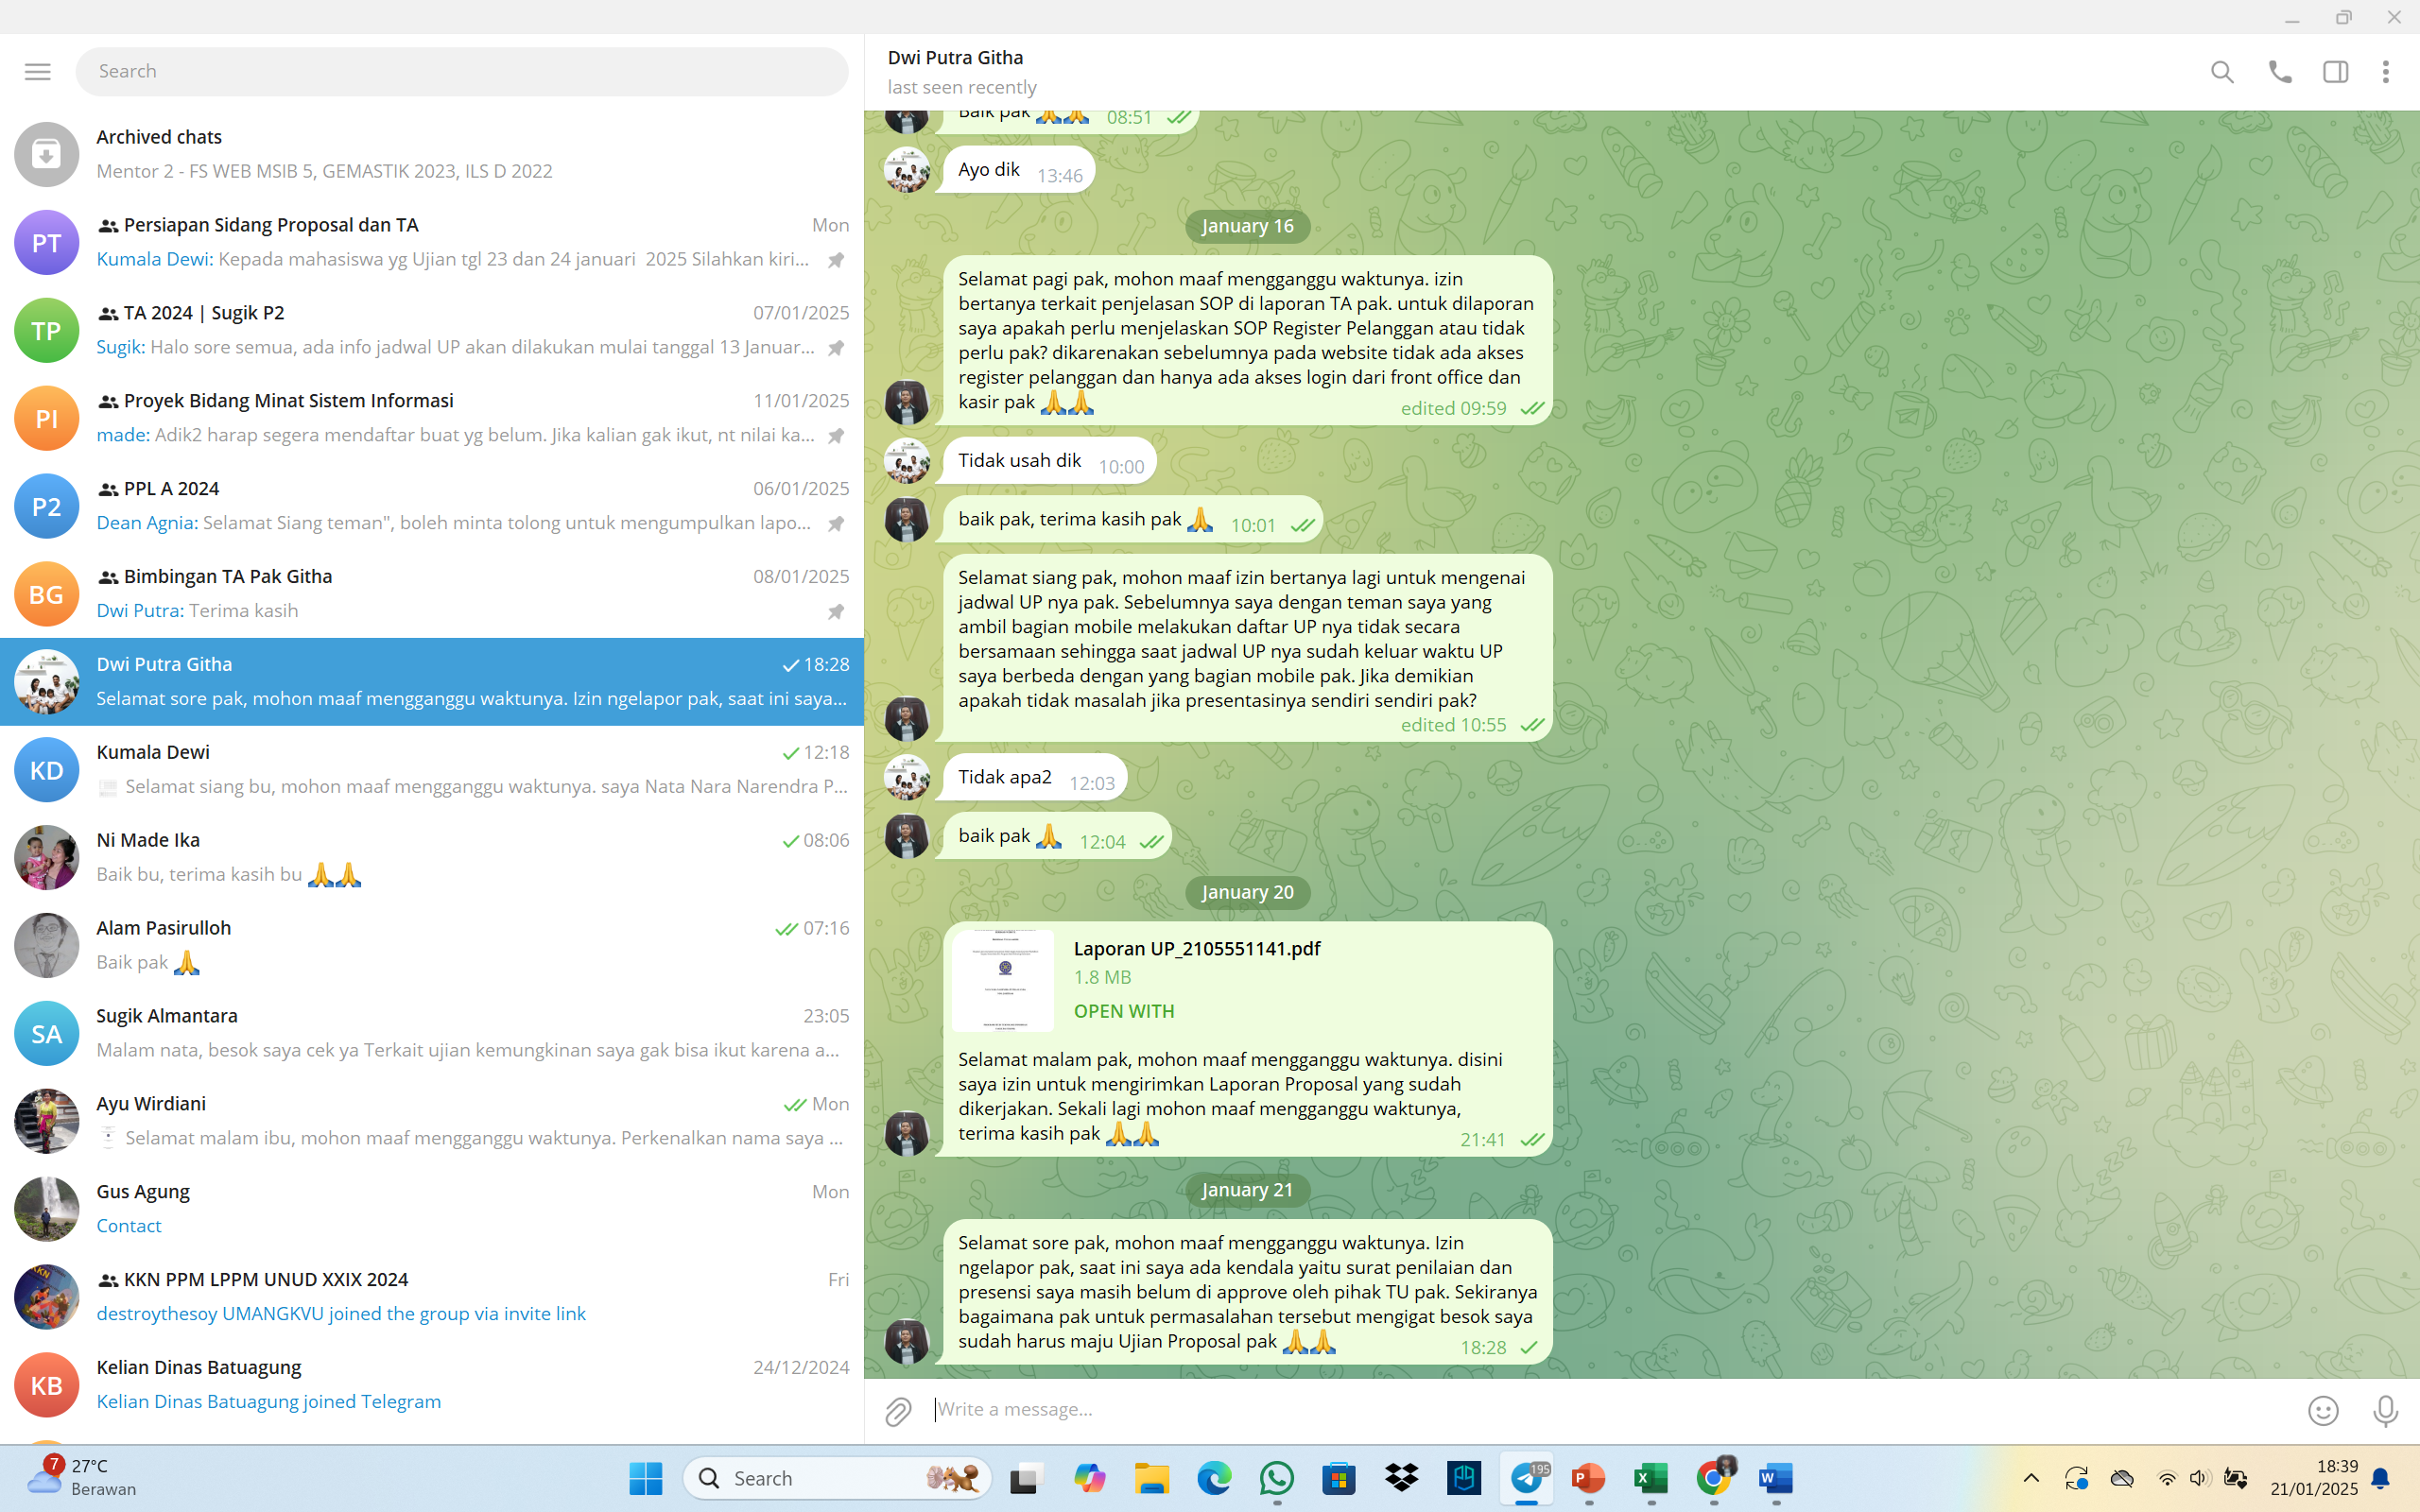 Search
Archived chats
Mentor 2 - FS WEB MSIB 5, GEMASTIK 2023, ILS D 2022
PT
Persiapan Sidang Proposal dan TA
Mon
Kumala Dewi: Kepada mahasiswa yg Ujian tgl 23 dan 24 januari 2025 Silahkan kiri...
TP
TA 2024 | Sugik P2
07/01/2025
Sugik: Halo sore semua, ada info jadwal UP akan dilakukan mulai tanggal 13 Januar...
PI
Proyek Bidang Minat Sistem Informasi
11/01/2025
made: Adik2 harap segera mendaftar buat yg belum. Jika kalian gak ikut, nt nilai ka...
P2
PPL A 2024
06/01/2025
Dean Agnia: Selamat Siang teman", boleh minta tolong untuk mengumpulkan lapo...
BG
Bimbingan TA Pak Githa
08/01/2025
Dwi Putra: Terima kasih
Dwi Putra Githa
18:28
Selamat sore pak, mohon maaf mengganggu waktunya. Izin ngelapor pak, saat ini saya...
KD
Kumala Dewi
12:18
Selamat siang bu, mohon maaf mengganggu waktunya. saya Nata Nara Narendra P...
Ni Made Ika
08:06
Baik bu, terima kasih bu 🙏🙏
Alam Pasirulloh
07:16
Baik pak 🙏
SA
Sugik Almantara
23:05
Malam nata, besok saya cek ya Terkait ujian kemungkinan saya gak bisa ikut karena a...
Ayu Wirdiani
Mon
Selamat malam ibu, mohon maaf mengganggu waktunya. Perkenalkan nama saya ...
Gus Agung
Mon
Contact
KKN PPM LPPM UNUD XXIX 2024
Fri
destroythesoy UMANGKVU joined the group via invite link
KB
Kelian Dinas Batuagung
24/12/2024
Kelian Dinas Batuagung joined Telegram
Dwi Putra Githa
last seen recently
Baik pak 🙏🙏 08:51
Ayo dik 13:46
January 16
Selamat pagi pak, mohon maaf mengganggu waktunya. izin
bertanya terkait penjelasan SOP di laporan TA pak. untuk dilaporan
saya apakah perlu menjelaskan SOP Register Pelanggan atau tidak
perlu pak? dikarenakan sebelumnya pada website tidak ada akses
register pelanggan dan hanya ada akses login dari front office dan
kasir pak 🙏🙏
edited 09:59
Tidak usah dik 10:00
baik pak, terima kasih pak 🙏 10:01
Selamat siang pak, mohon maaf izin bertanya lagi untuk mengenai
jadwal UP nya pak. Sebelumnya saya dengan teman saya yang
ambil bagian mobile melakukan daftar UP nya tidak secara
bersamaan sehingga saat jadwal UP nya sudah keluar waktu UP
saya berbeda dengan yang bagian mobile pak. Jika demikian
apakah tidak masalah jika presentasinya sendiri sendiri pak?
edited 10:55
Tidak apa2 12:03
baik pak 🙏 12:04
January 20
Laporan UP_2105551141.pdf
1.8 MB
OPEN WITH
Selamat malam pak, mohon maaf mengganggu waktunya. disini
saya izin untuk mengirimkan Laporan Proposal yang sudah
dikerjakan. Sekali lagi mohon maaf mengganggu waktunya,
terima kasih pak 🙏🙏
21:41
January 21
Selamat sore pak, mohon maaf mengganggu waktunya. Izin
ngelapor pak, saat ini saya ada kendala yaitu surat penilaian dan
presensi saya masih belum di approve oleh pihak TU pak. Sekiranya
bagaimana pak untuk permasalahan tersebut mengigat besok saya
sudah harus maju Ujian Proposal pak 🙏🙏
18:28
Write a message...
7
27°C
Berawan
Search
195
18:39
21/01/2025